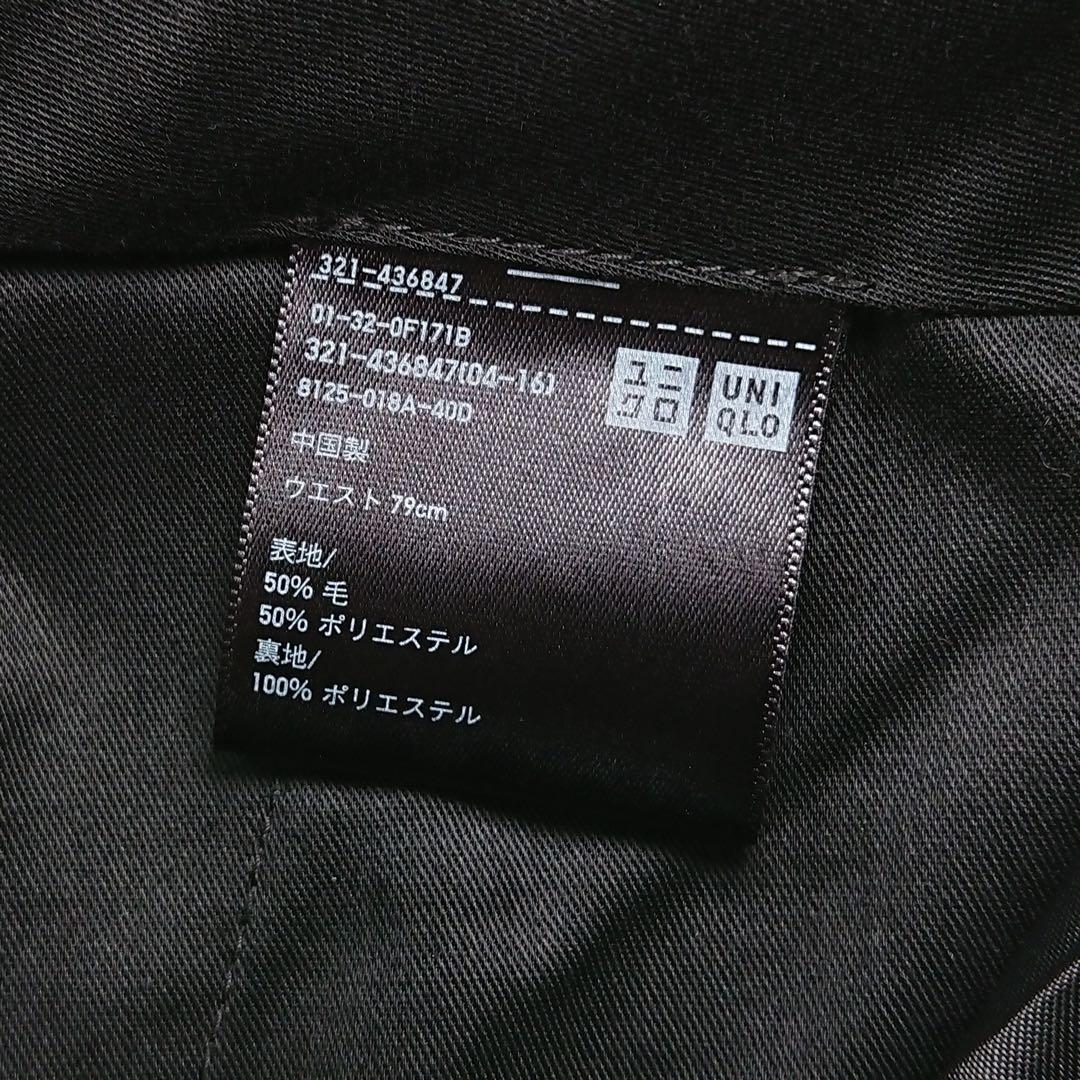 321-436847
01-32-0F171B
321-436847(04-16)
8125-018A-40D
ユニ
クロ
UNI
QLO
中国製
ウエスト 79cm
表地/
50% 毛
50% ポリエステル
裏地/
100% ポリエステル